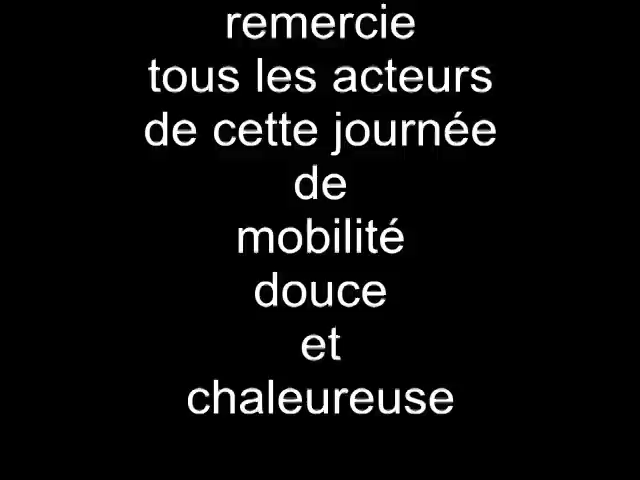 remercie
tous les acteurs
de cette journée
de
mobilité
douce
et
chaleureuse